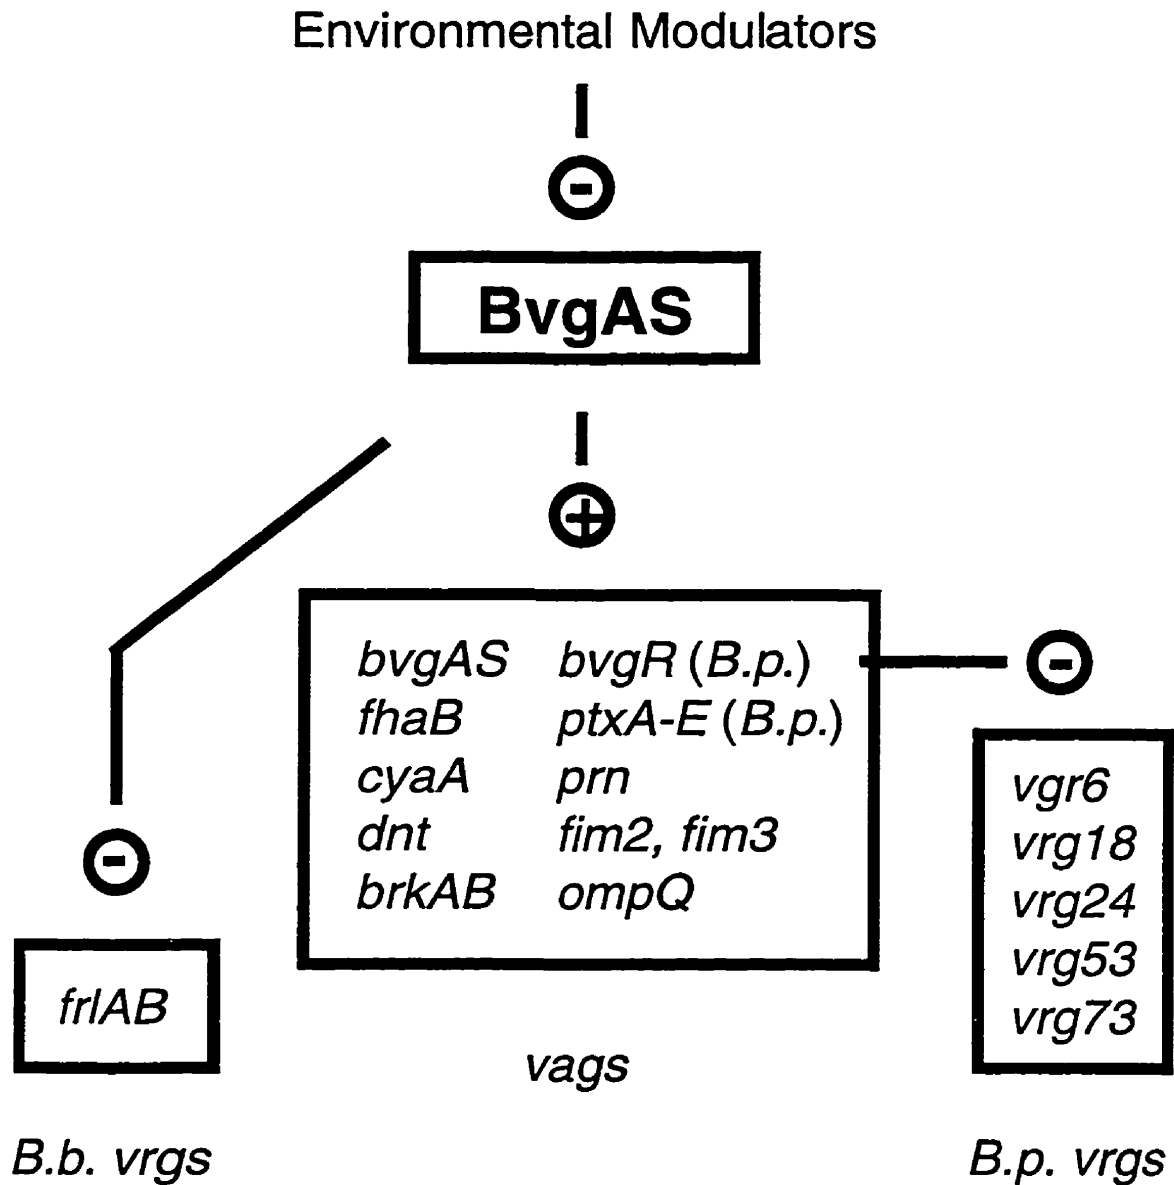 Environmental Modulators
-
BvgAS
+
bvgAS bvgR (B.p.)
fhaB ptxA-E (B.p.)
cyaA prn
dnt fim2, fim3
brkAB ompQ
-
vgr6
vrg18
vrg24
vrg53
vrg73
-
frlAB
vags
B.b. vrgs
B.p. vrgs